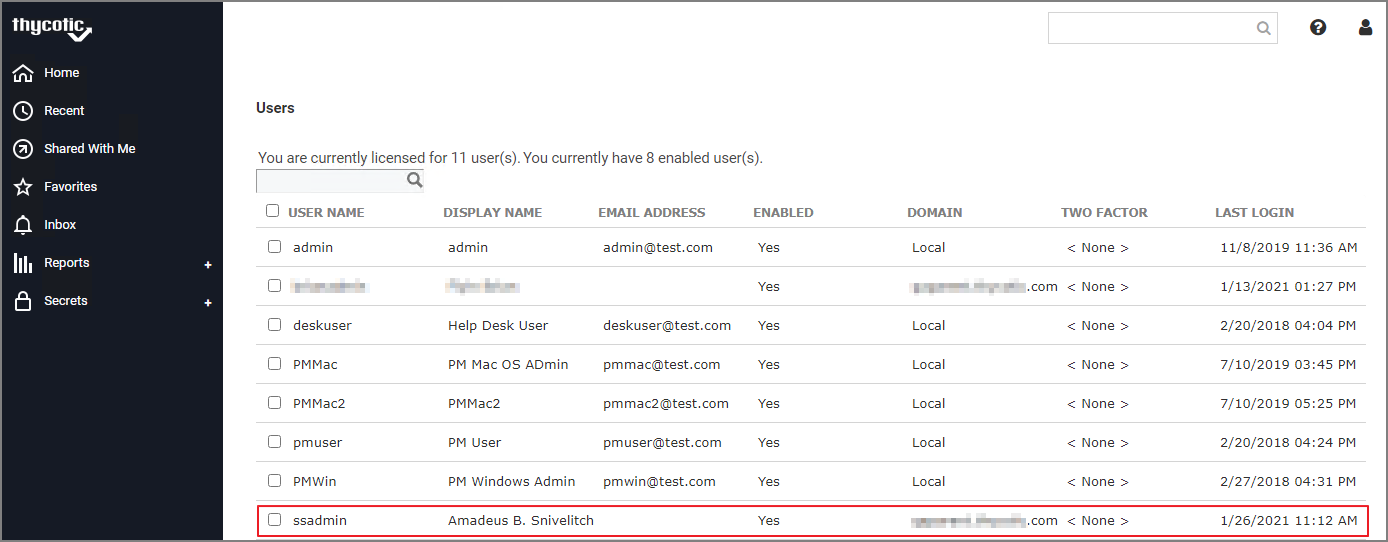 thycotic
Home
Recent
Shared With Me
Favorites
Inbox
Reports +
Secrets +
Users
You are currently licensed for 11 user(s). You currently have 8 enabled user(s).
USER NAME DISPLAY NAME EMAIL ADDRESS ENABLED DOMAIN TWO FACTOR LAST LOGIN
admin admin admin@test.com Yes Local < None > 11/8/2019 11:36 AM
Yes .com < None > 1/13/2021 01:27 PM
deskuser Help Desk User deskuser@test.com Yes Local < None > 2/20/2018 04:04 PM
PMMac PM Mac OS ADmin pmmac@test.com Yes Local < None > 7/10/2019 03:45 PM
PMMac2 PMMac2 pmmac2@test.com Yes Local < None > 7/10/2019 05:25 PM
pmuser PM User pmuser@test.com Yes Local < None > 2/20/2018 04:24 PM
PMWin PM Windows Admin pmwin@test.com Yes Local < None > 2/27/2018 04:31 PM
ssadmin Amadeus B. Snivelitch Yes .com < None > 1/26/2021 11:12 AM